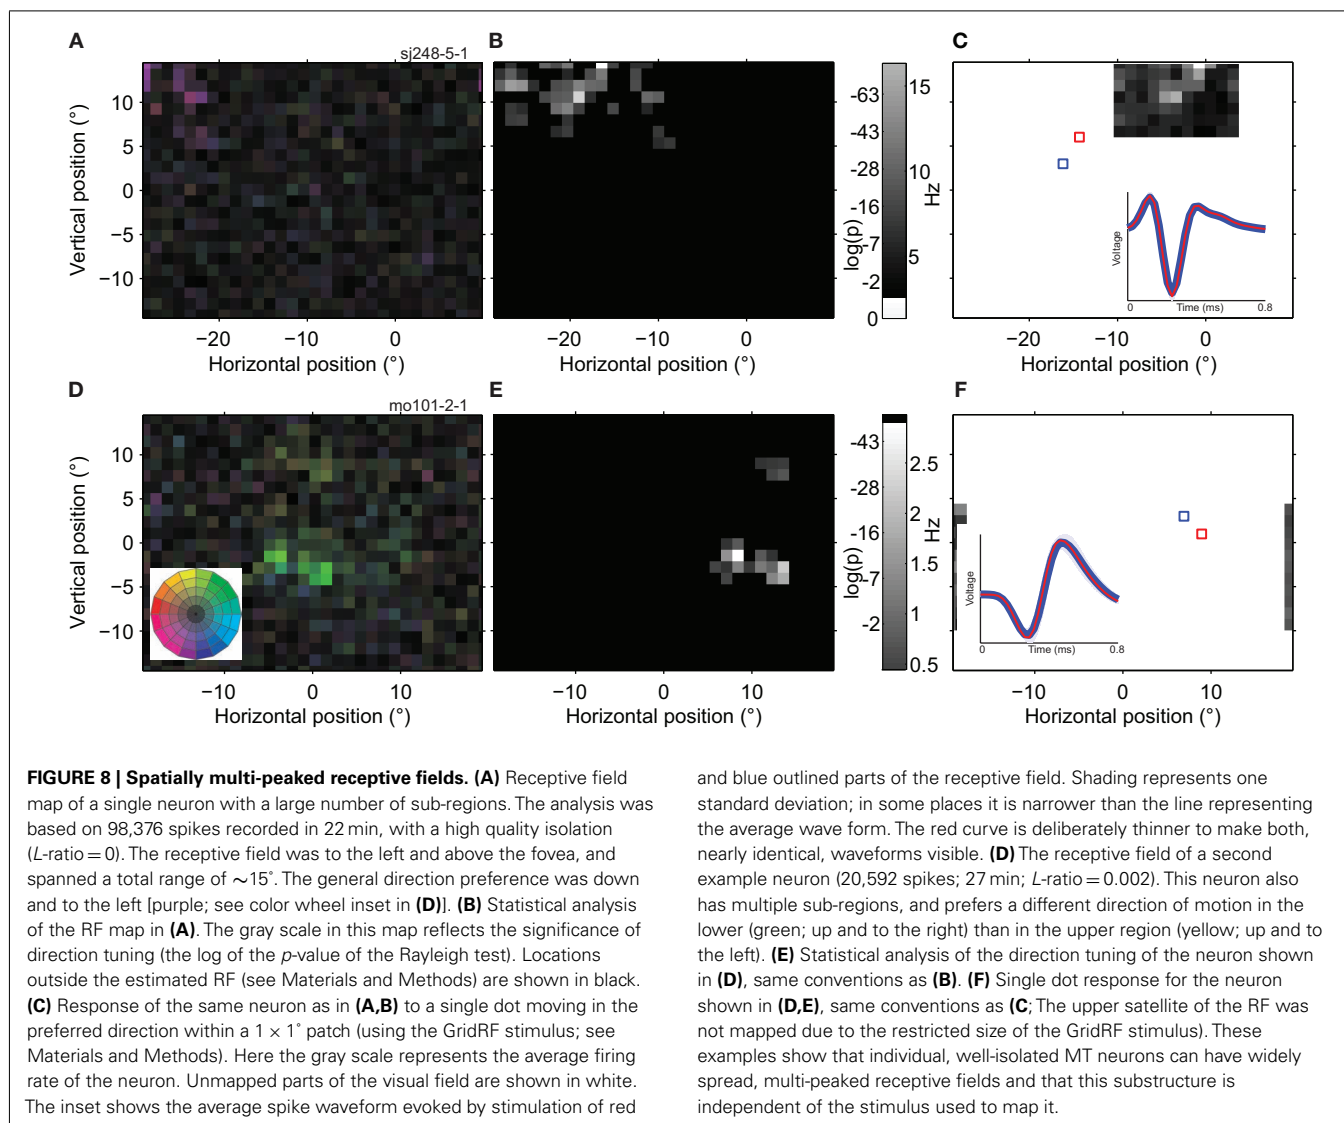 A
sj248-5-1
B
C
Vertical position (°)
10
5
0
−5
−10
−20
−10
0
Horizontal position (°)
−20
−10
0
Horizontal position (°)
log(p)
-63
-43
-28
-16
-7
-2
0
Hz
15
10
5
Voltage
0
Time (ms)
0.8
−20
−10
0
Horizontal position (°)
D
mo101-2-1
E
F
Vertical position (°)
10
5
0
−5
−10
−10
0
10
Horizontal position (°)
−10
0
10
Horizontal position (°)
log(p)
-43
-28
-16
-7
-2
Hz
2.5
2
1.5
1
0.5
Voltage
0
Time (ms)
0.8
−10
0
10
Horizontal position (°)
FIGURE 8 | Spatially multi-peaked receptive fields. (A) Receptive field
map of a single neuron with a large number of sub-regions. The analysis was
based on 98,376 spikes recorded in 22 min, with a high quality isolation
(L-ratio = 0). The receptive field was to the left and above the fovea, and
spanned a total range of ∼15°. The general direction preference was down
and to the left [purple; see color wheel inset in (D)]. (B) Statistical analysis
of the RF map in (A). The gray scale in this map reflects the significance of
direction tuning (the log of the p-value of the Rayleigh test). Locations
outside the estimated RF (see Materials and Methods) are shown in black.
(C) Response of the same neuron as in (A,B) to a single dot moving in the
preferred direction within a 1 × 1° patch (using the GridRF stimulus; see
Materials and Methods). Here the gray scale represents the average firing
rate of the neuron. Unmapped parts of the visual field are shown in white.
The inset shows the average spike waveform evoked by stimulation of red
and blue outlined parts of the receptive field. Shading represents one
standard deviation; in some places it is narrower than the line representing
the average wave form. The red curve is deliberately thinner to make both,
nearly identical, waveforms visible. (D) The receptive field of a second
example neuron (20,592 spikes; 27 min; L-ratio = 0.002). This neuron also
has multiple sub-regions, and prefers a different direction of motion in the
lower (green; up and to the right) than in the upper region (yellow; up and to
the left). (E) Statistical analysis of the direction tuning of the neuron shown
in (D), same conventions as (B). (F) Single dot response for the neuron
shown in (D,E), same conventions as (C; The upper satellite of the RF was
not mapped due to the restricted size of the GridRF stimulus). These
examples show that individual, well-isolated MT neurons can have widely
spread, multi-peaked receptive fields and that this substructure is
independent of the stimulus used to map it.